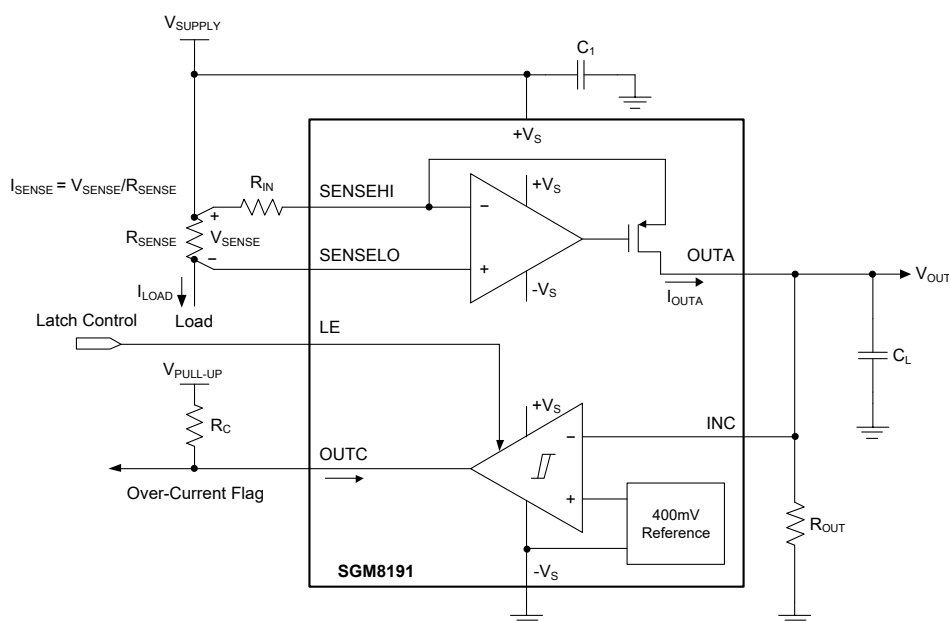 VSUPPLY
C1
+VS
ISENSE = VSENSE/RSENSE
RIN
SENSEHI
+VS
−
+
RSENSE
VSENSE
−
SENSELO
+
-VS
OUTA
IOUTA
VOUT
ILOAD
Load
Latch Control
LE
CL
VPULL-UP
RC
+VS
−
INC
OUTC
+
Over-Current Flag
400mV
Reference
ROUT
SGM8191
-VS